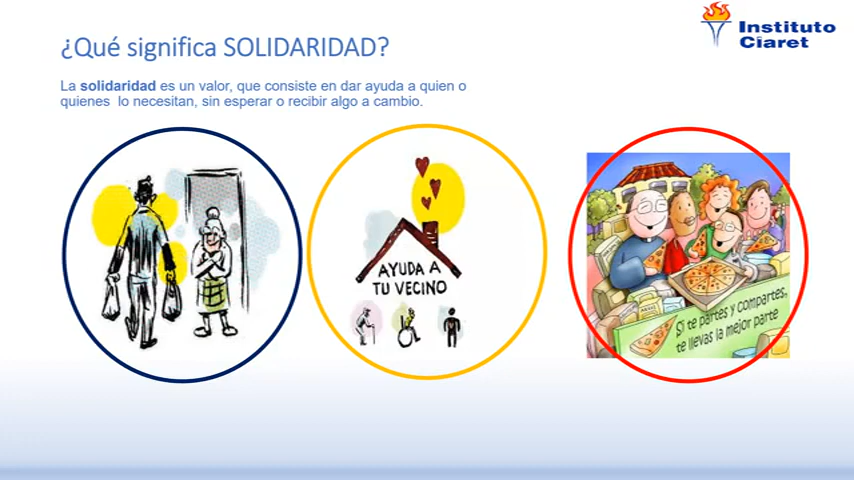 ¿Qué significa SOLIDARIDAD?
Instituto
Claret
La solidaridad es un valor, que consiste en dar ayuda a quien o
quienes lo necesitan, sin esperar o recibir algo a cambio.
AYUDA A
TU VECINO
Si te partes y compartes,
te llevas la mejor parte